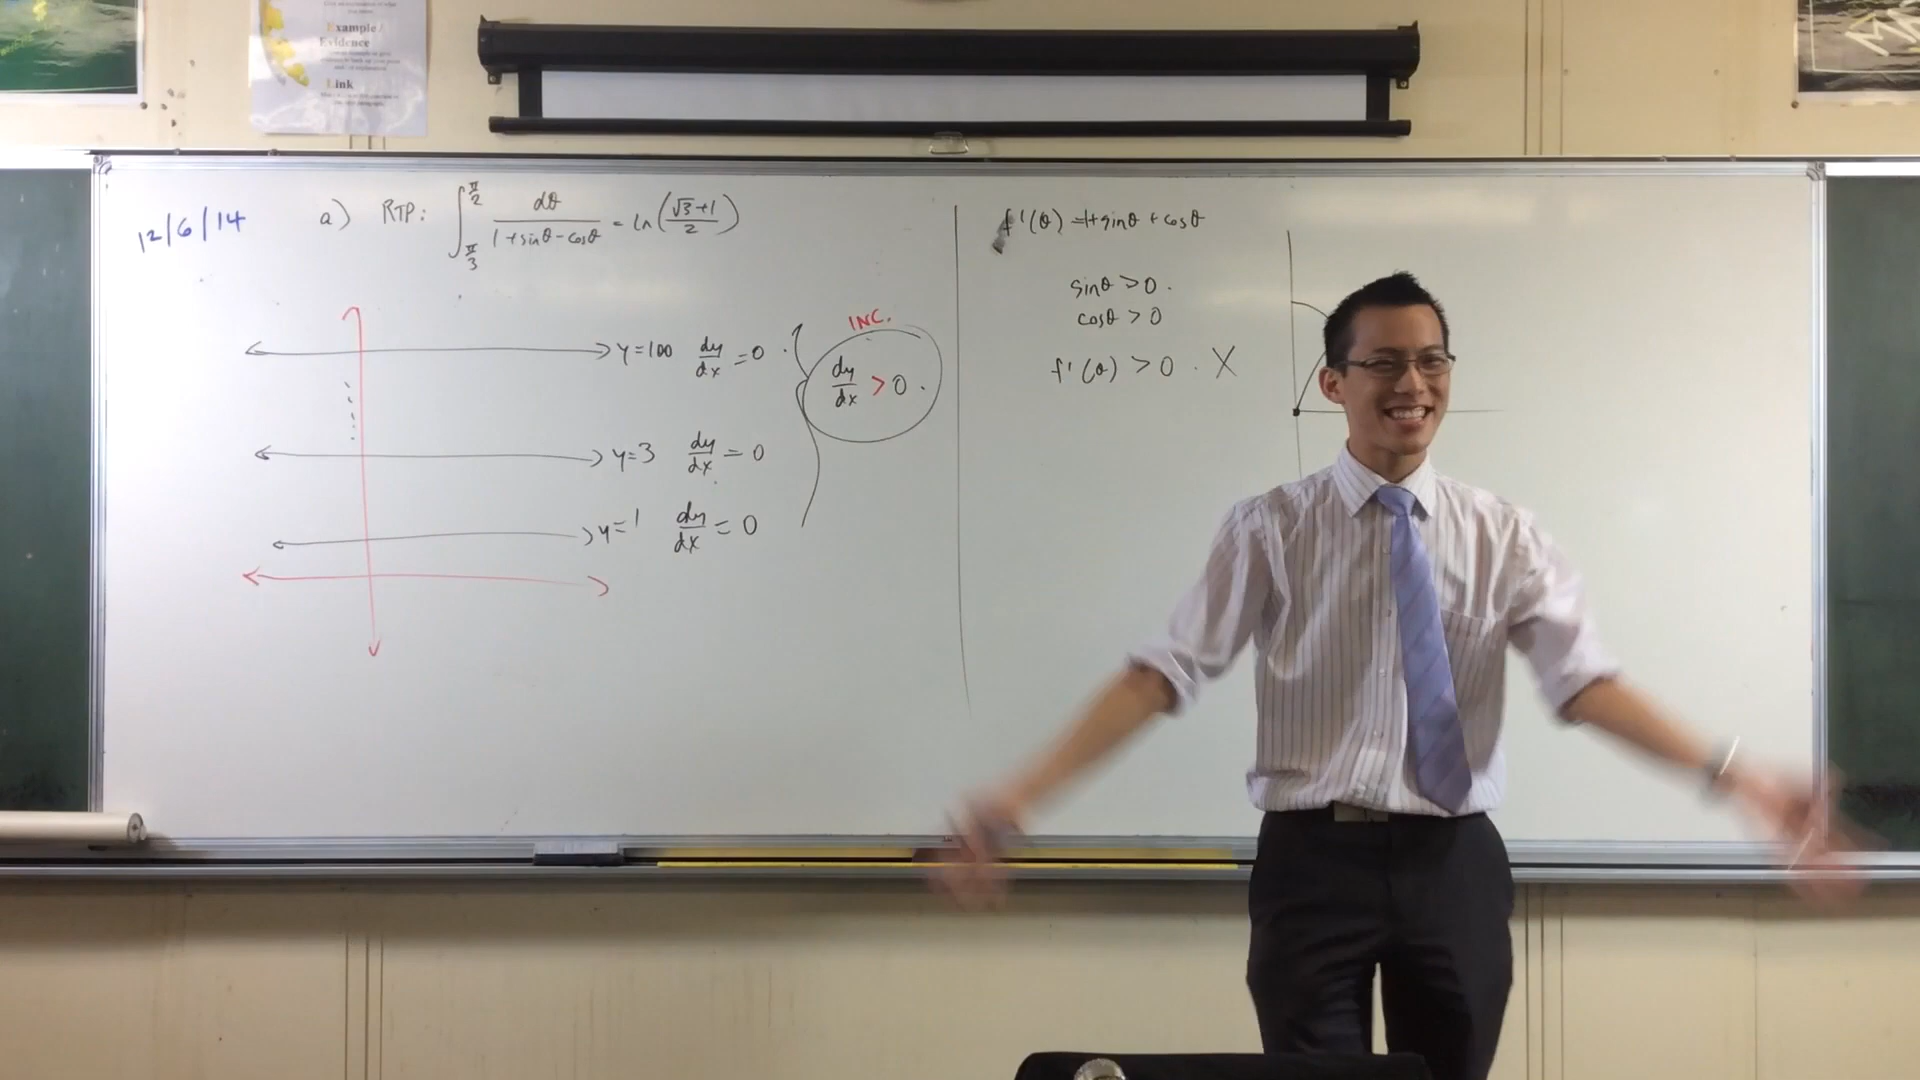 Example/
Evidence
Link
12/6/14
a) RTP: ∫_{π/3}^{π/2} dθ/(1+sinθ-cosθ) = ln((√3+1)/2)
y=100 dy/dx = 0
y=3 dy/dx = 0
y=1 dy/dx = 0
INC.
dy/dx > 0.
f'(θ) =1+sinθ + cosθ
sinθ > 0.
cosθ > 0
f'(θ) > 0. X